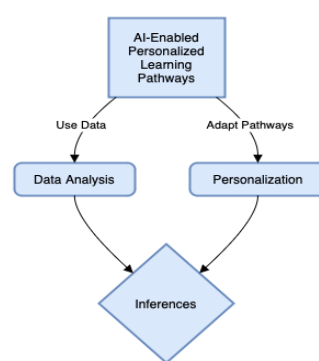 AI-Enabled
Personalized
Learning
Pathways
Use Data
Adapt Pathways
Data Analysis
Personalization
Inferences